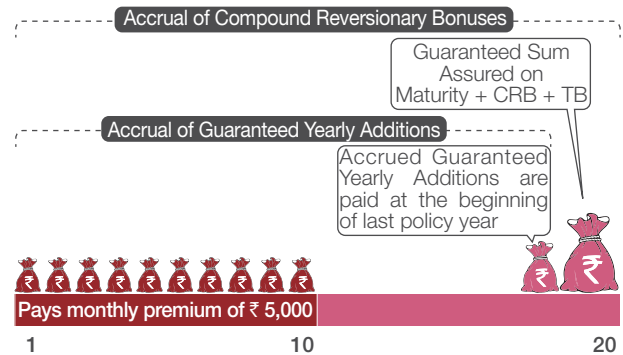 Accrual of Compound Reversionary Bonuses
Guaranteed Sum
Assured on
Maturity + CRB + TB
Accrual of Guaranteed Yearly Additions
Accrued Guaranteed
Yearly Additions are
paid at the beginning
of last policy year
₹ ₹ ₹ ₹ ₹ ₹ ₹ ₹ ₹ ₹ ₹ ₹
Pays monthly premium of ₹ 5,000
1 10 20